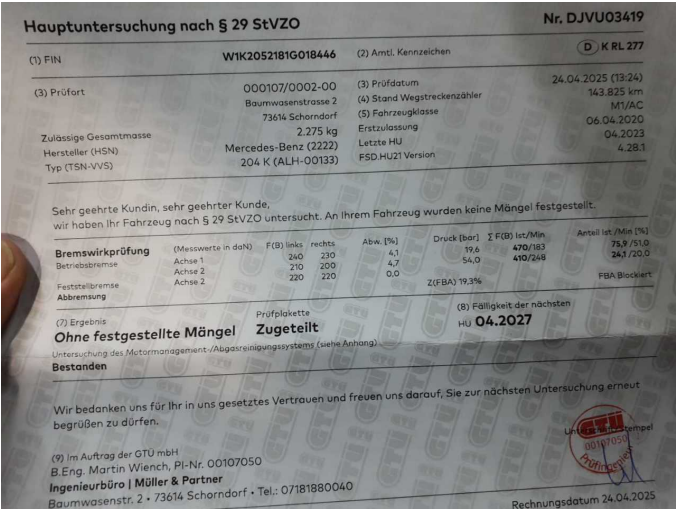 Hauptuntersuchung nach § 29 StVZO Nr. DJVU03419
(1) FIN W1K2052181G018446 (2) Amtl. Kennzeichen D K RL 277
(3) Prüfort 000107/0002-00 (3) Prüfdatum 24.04.2025 (13:24)
Baumwasenstrasse 2 (4) Stand Wegstreckenzähler 143.825 km
73614 Schorndorf (5) Fahrzeugklasse M1/AC
Zulässige Gesamtmasse 2.275 kg Erstzulassung 06.04.2020
Hersteller (HSN) Mercedes-Benz (2222) Letzte HU 04.2023
Typ (TSN-VVS) 204 K (ALH-00133) FSD.HU21 Version 4.28.1
Sehr geehrte Kundin, sehr geehrter Kunde,
wir haben Ihr Fahrzeug nach § 29 StVZO untersucht. An Ihrem Fahrzeug wurden keine Mängel festgestellt.
Bremswirkprüfung (Messwerte in daN) F(B) links rechts Abw. [%] Druck [bar] Σ F(B) Ist/Min Anteil Ist /Min [%]
Betriebsbremse Achse 1 240 230 4,1 19,6 470/183 75,9 /51,0
Achse 2 210 200 4,7 54,0 410/248 24,1 /20,0
Feststellbremse Achse 2 220 220 0,0 Z(FBA) 19,3% FBA Blockiert
Abbremsung
(7) Ergebnis Prüfplakette (8) Fälligkeit der nächsten
Ohne festgestellte Mängel Zugeteilt HU 04.2027
Untersuchung des Motormanagement-/Abgasreinigungssystems (siehe Anhang)
Bestanden
Wir bedanken uns für Ihr in uns gesetztes Vertrauen und freuen uns darauf, Sie zur nächsten Untersuchung erneut
begrüßen zu dürfen.
(9) Im Auftrag der GTÜ mbH
B.Eng. Martin Wiench, PI-Nr. 00107050
Ingenieurbüro | Müller & Partner
Baumwasenstr. 2 • 73614 Schorndorf • Tel.: 07181880040
GTÜ
00107050
Prüfingenieur
Rechnungsdatum 24.04.2025